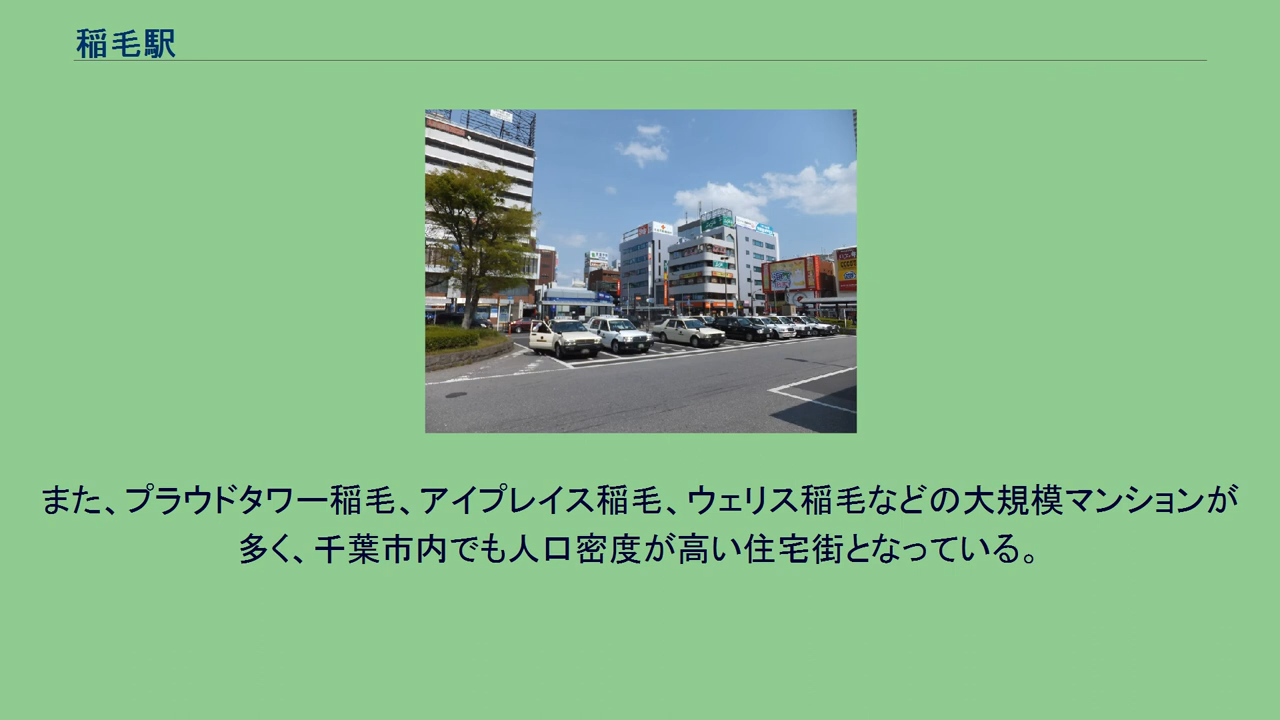 稲毛駅
また、プラウドタワー稲毛、アイプレイス稲毛、ウェリス稲毛などの大規模マンションが
多く、千葉市内でも人口密度が高い住宅街となっている。